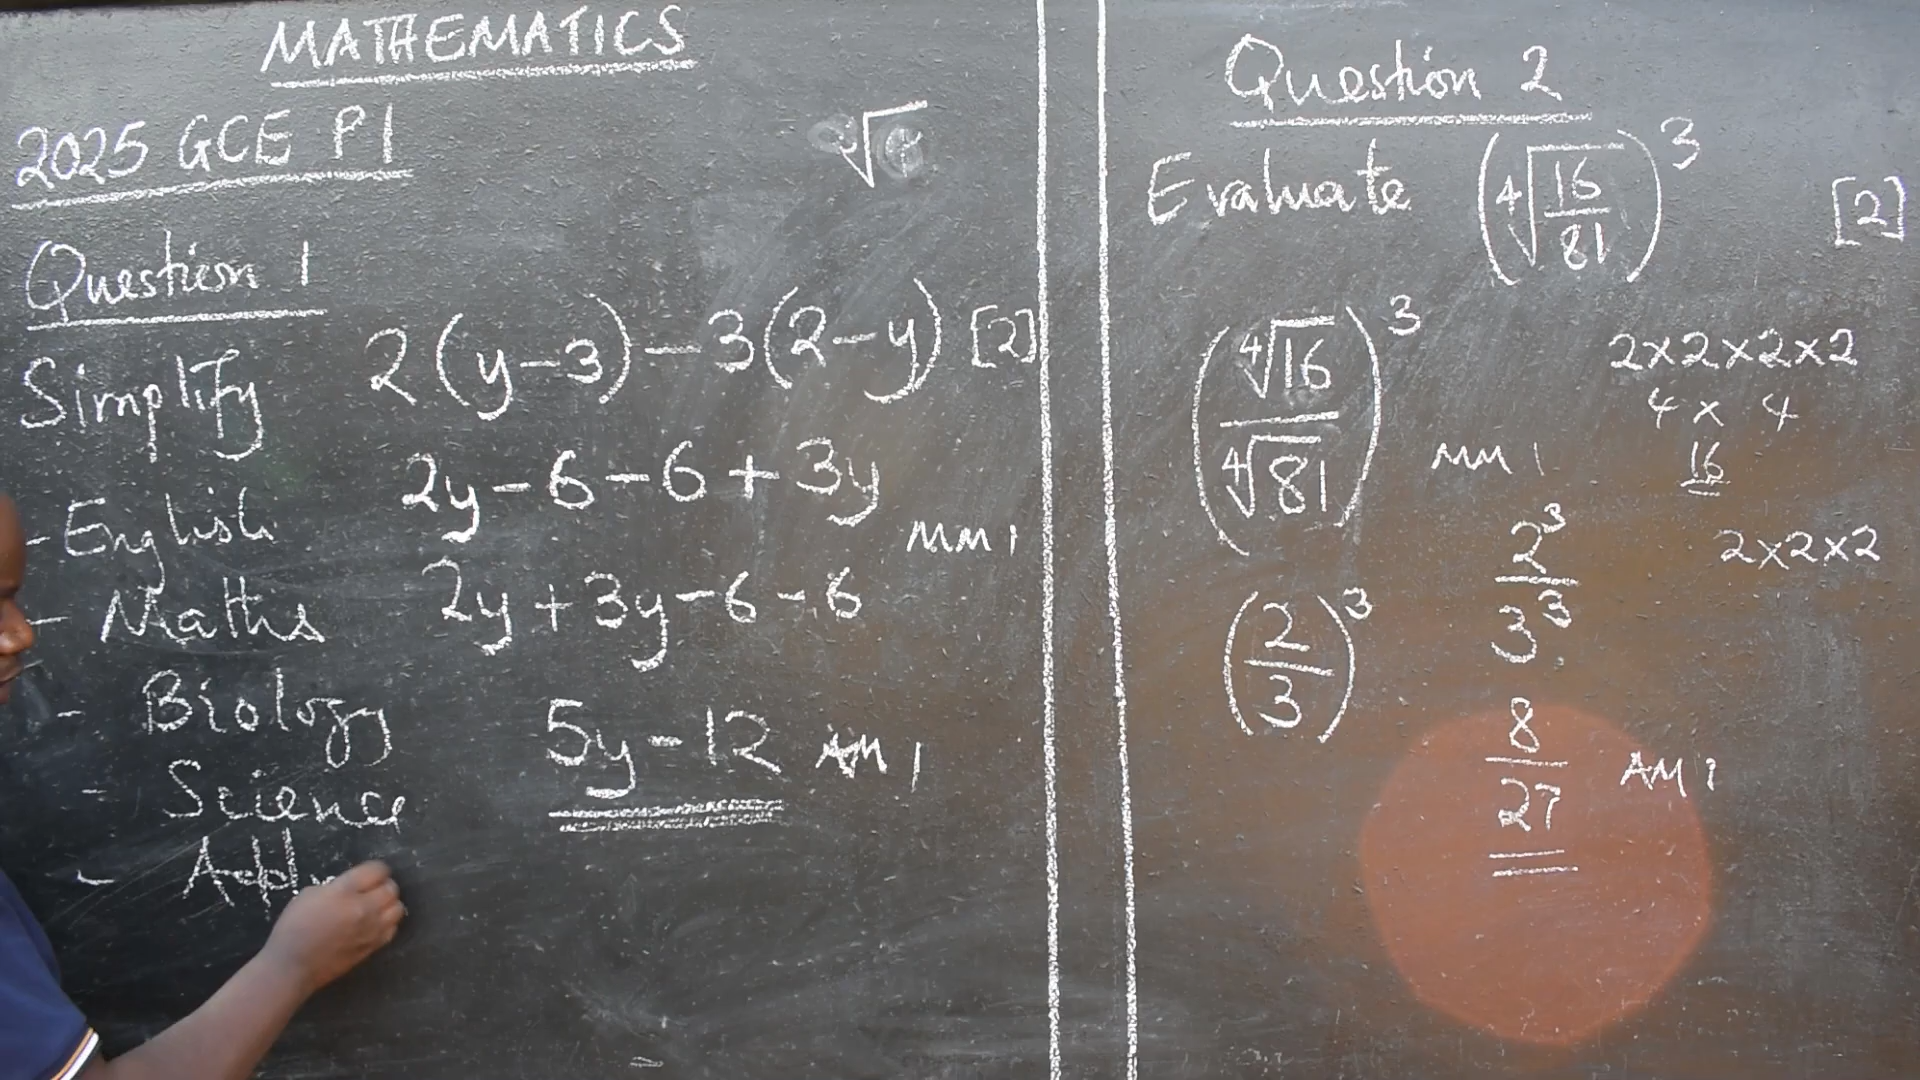 MATHEMATICS
2025 GCE P1
Question 1
Simplify 2(y-3)-3(2-y) [2]
2y-6-6+3y
MM1
2y+3y-6-6
5y-12 AM1
- English
- Maths
- Biology
- Science
- Add
Question 2
Evaluate (∜(16/81))³ [2]
(∜16/∜81)³ MM1
2×2×2×2
4 × 4
16
(2/3)³
2³/3³
2×2×2
8/27 AM1